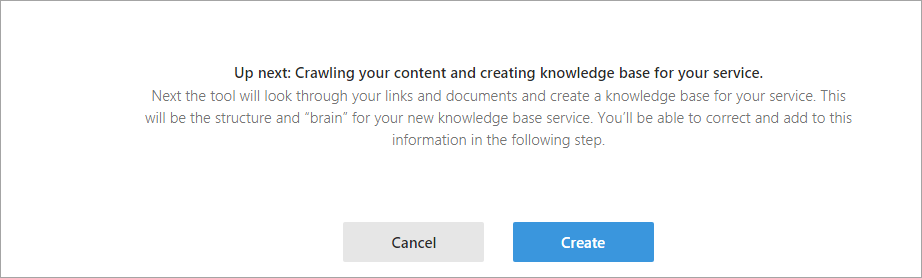 Up next: Crawling your content and creating knowledge base for your service.
Next the tool will look through your links and documents and create a knowledge base for your service. This
will be the structure and “brain” for your new knowledge base service. You’ll be able to correct and add to this
information in the following step.
Cancel
Create